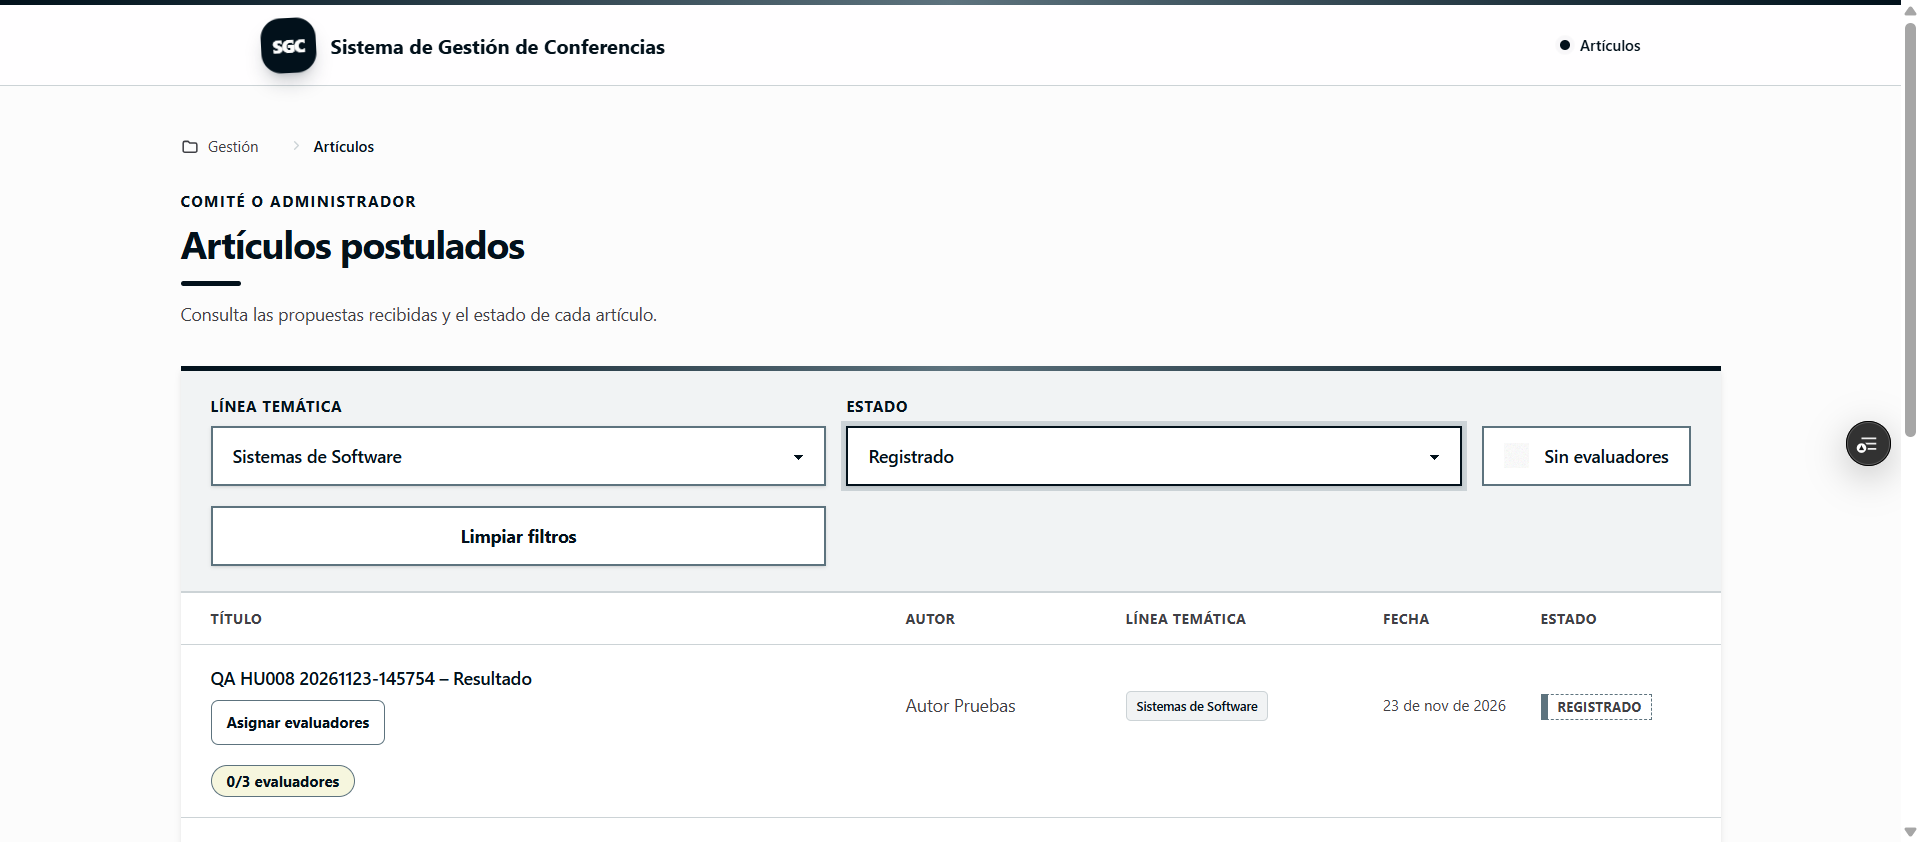 SGC Sistema de Gestión de Conferencias
Artículos
Gestión
Artículos
COMITÉ O ADMINISTRADOR
Artículos postulados
Consulta las propuestas recibidas y el estado de cada artículo.
LÍNEA TEMÁTICA
ESTADO
Sistemas de Software
Registrado
Sin evaluadores
Limpiar filtros
TÍTULO
AUTOR
LÍNEA TEMÁTICA
FECHA
ESTADO
QA HU008 20261123-145754 – Resultado
Asignar evaluadores
0/3 evaluadores
Autor Pruebas
Sistemas de Software
23 de nov de 2026
REGISTRADO